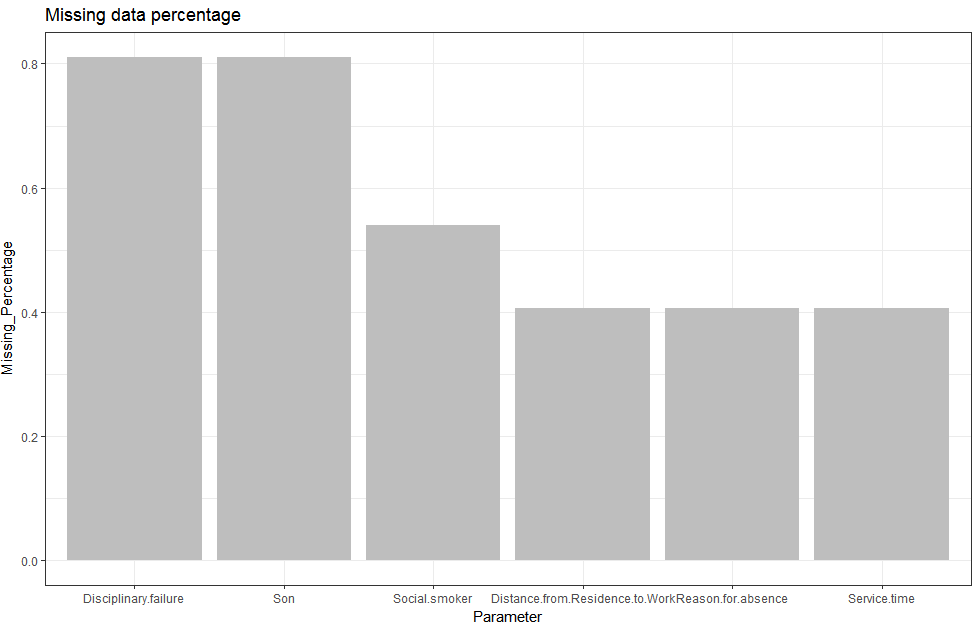 Missing data percentage
Missing_Percentage
0.8
0.6
0.4
0.2
0.0
Disciplinary.failure Son Social.smoker Distance.from.Residence.to.WorkReason.for.absence Service.time
Parameter